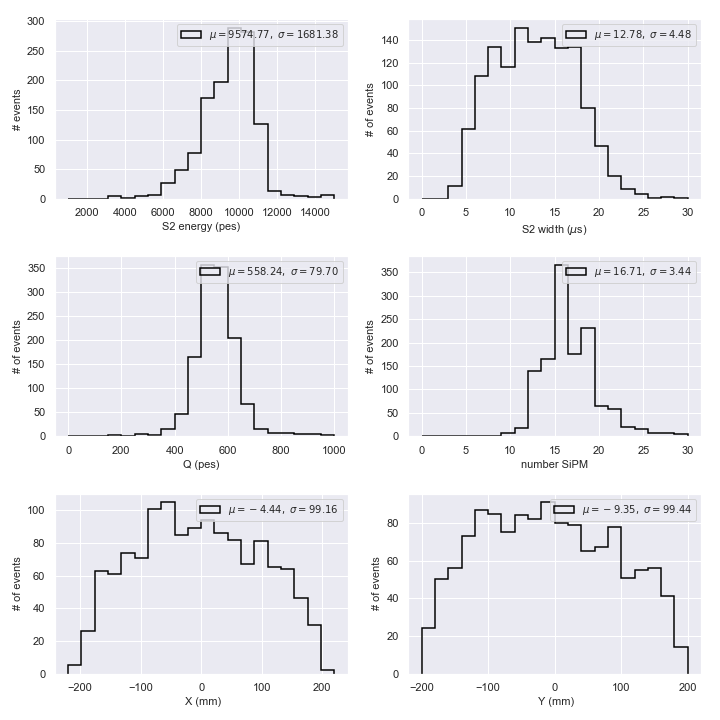 μ = 9574.77, σ = 1681.38
# events
300
250
200
150
100
50
0
2000 4000 6000 8000 10000 12000 14000
S2 energy (pes)
μ = 12.78, σ = 4.48
# of events
140
120
100
80
60
40
20
0
0 5 10 15 20 25 30
S2 width (μs)
μ = 558.24, σ = 79.70
# of events
350
300
250
200
150
100
50
0
0 200 400 600 800 1000
Q (pes)
μ = 16.71, σ = 3.44
# of events
350
300
250
200
150
100
50
0
0 5 10 15 20 25 30
number SiPM
μ = −4.44, σ = 99.16
# of events
100
80
60
40
20
0
−200 −100 0 100 200
X (mm)
μ = −9.35, σ = 99.44
# of events
80
60
40
20
0
−200 −100 0 100 200
Y (mm)